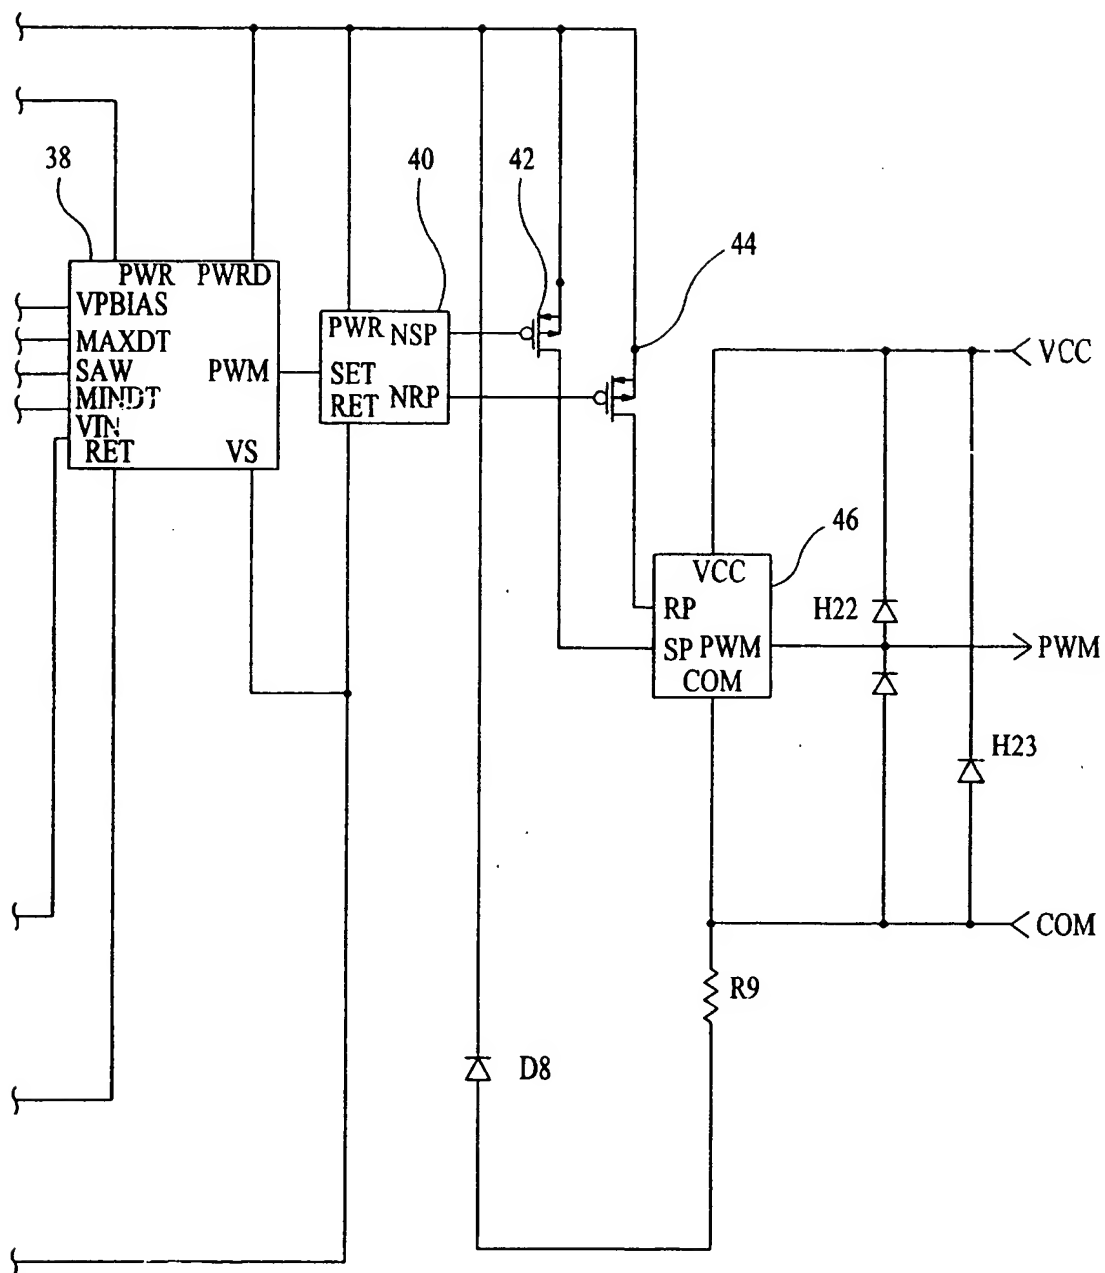 38
40
42
44
PWR PWRD
VPBIAS
MAXDT
SAW
MINDT
VIN
RET
PWM
VS
PWR
NSP
SET
RET
NRP
VCC
46
VCC
RP
SP
PWM
COM
H22
PWM
H23
COM
R9
D8